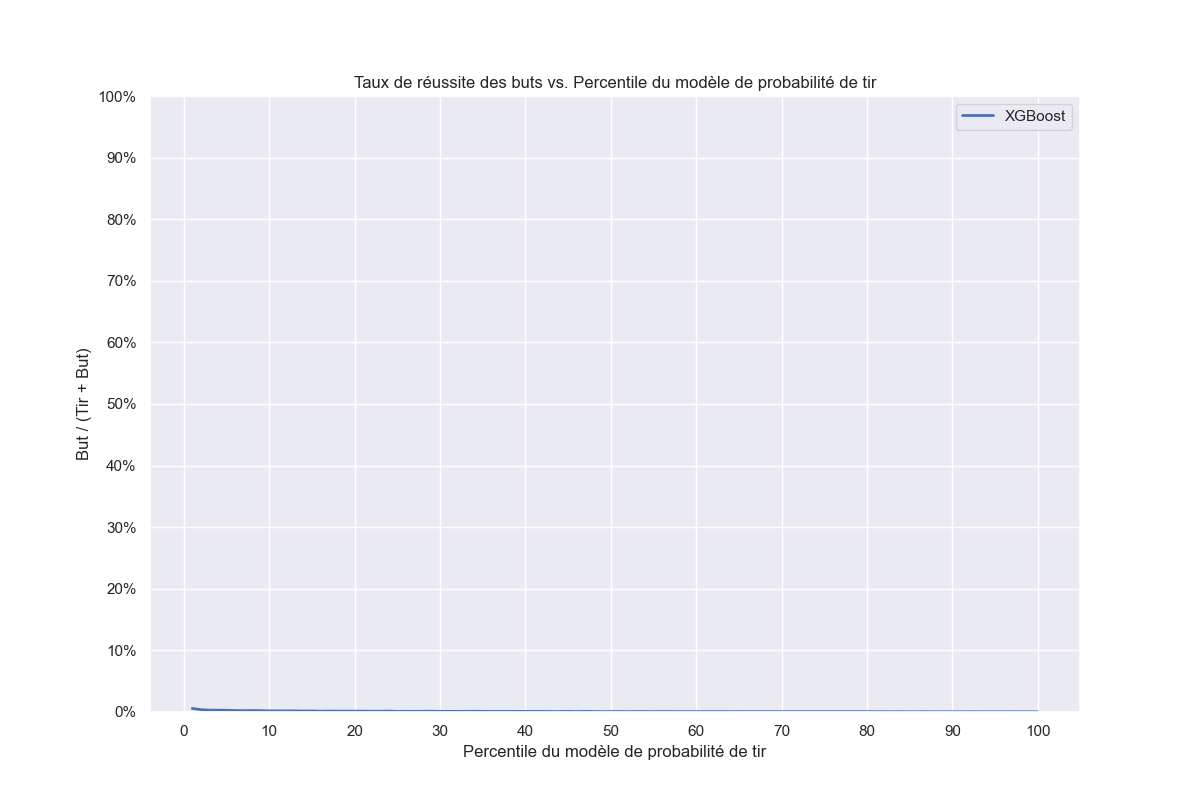 Taux de réussite des buts vs. Percentile du modèle de probabilité de tir
100%
90%
80%
70%
60%
50%
40%
30%
20%
10%
0%
But / (Tir + But)
XGBoost
0 10 20 30 40 50 60 70 80 90 100
Percentile du modèle de probabilité de tir